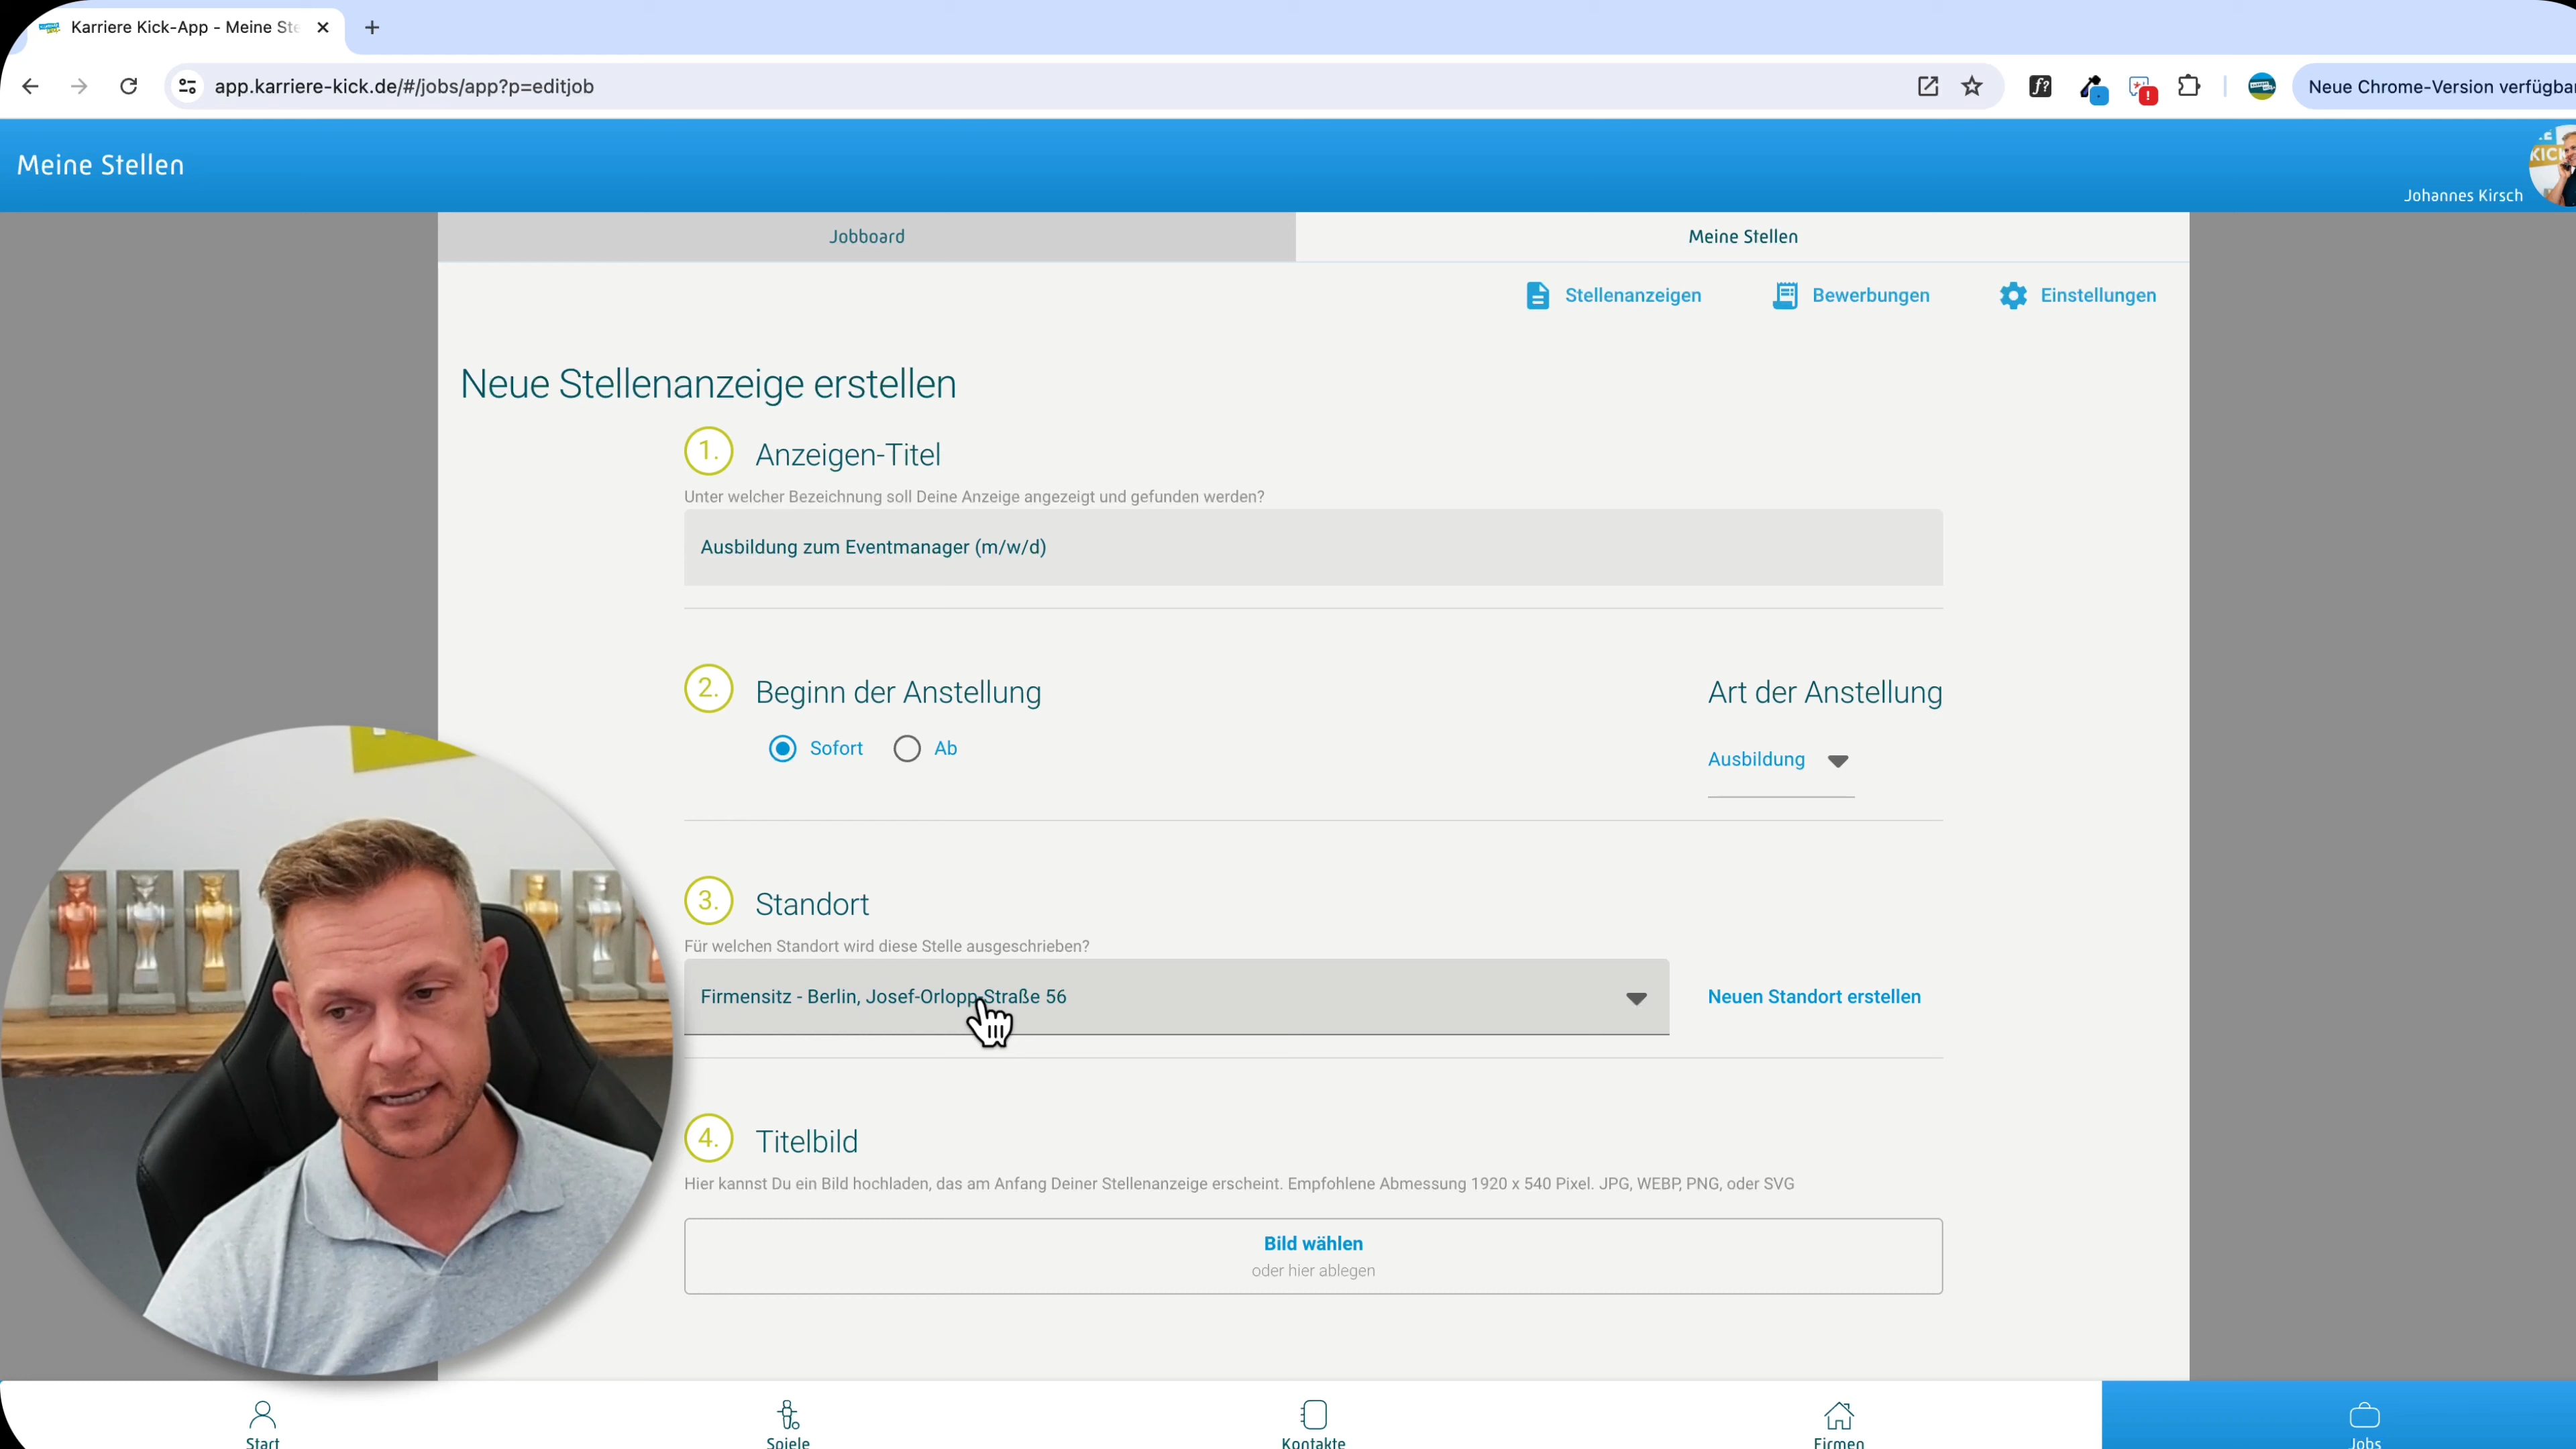 Karriere Kick-App - Meine Ste
app.karriere-kick.de/#/jobs/app?p=editjob
f?
Neue Chrome-Version verfügba
Meine Stellen
KIC
Johannes Kirsch
Jobboard
Meine Stellen
Stellenanzeigen
Bewerbungen
Einstellungen
Neue Stellenanzeige erstellen
1. Anzeigen-Titel
Unter welcher Bezeichnung soll Deine Anzeige angezeigt und gefunden werden?
Ausbildung zum Eventmanager (m/w/d)
2. Beginn der Anstellung
Art der Anstellung
Sofort
Ab
Ausbildung
3. Standort
Für welchen Standort wird diese Stelle ausgeschrieben?
Firmensitz - Berlin, Josef-Orlopp-Straße 56
Neuen Standort erstellen
4. Titelbild
Hier kannst Du ein Bild hochladen, das am Anfang Deiner Stellenanzeige erscheint. Empfohlene Abmessung 1920 x 540 Pixel. JPG, WEBP, PNG, oder SVG
Bild wählen
oder hier ablegen
Start
Spiele
Kontakte
Firmen
Jobs